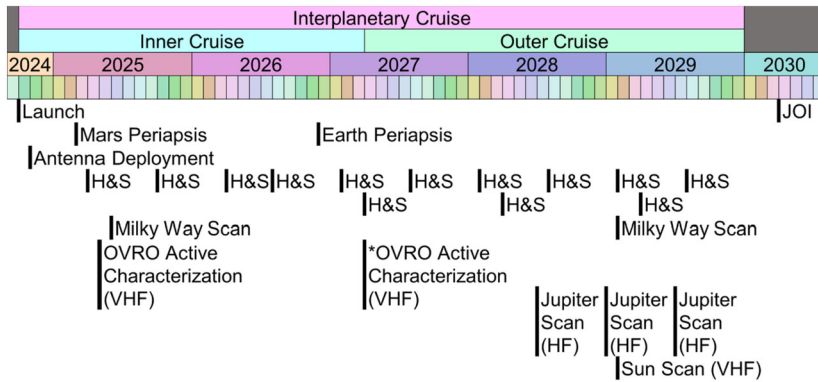 Interplanetary Cruise
Inner Cruise Outer Cruise
2024 2025 2026 2027 2028 2029 2030
Launch JOI
Mars Periapsis Earth Periapsis
Antenna Deployment
H&S H&S H&S H&S H&S H&S H&S H&S H&S H&S
H&S H&S H&S
Milky Way Scan Milky Way Scan
OVRO Active *OVRO Active
Characterization Characterization
(VHF) (VHF)
Jupiter Jupiter Jupiter
Scan Scan Scan
(HF) (HF) (HF)
Sun Scan (VHF)